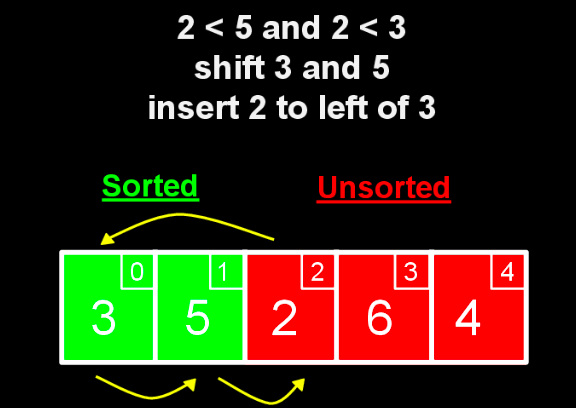 2 < 5 and 2 < 3
shift 3 and 5
insert 2 to left of 3
Sorted Unsorted
0 1 2 3 4
3 5 2 6 4